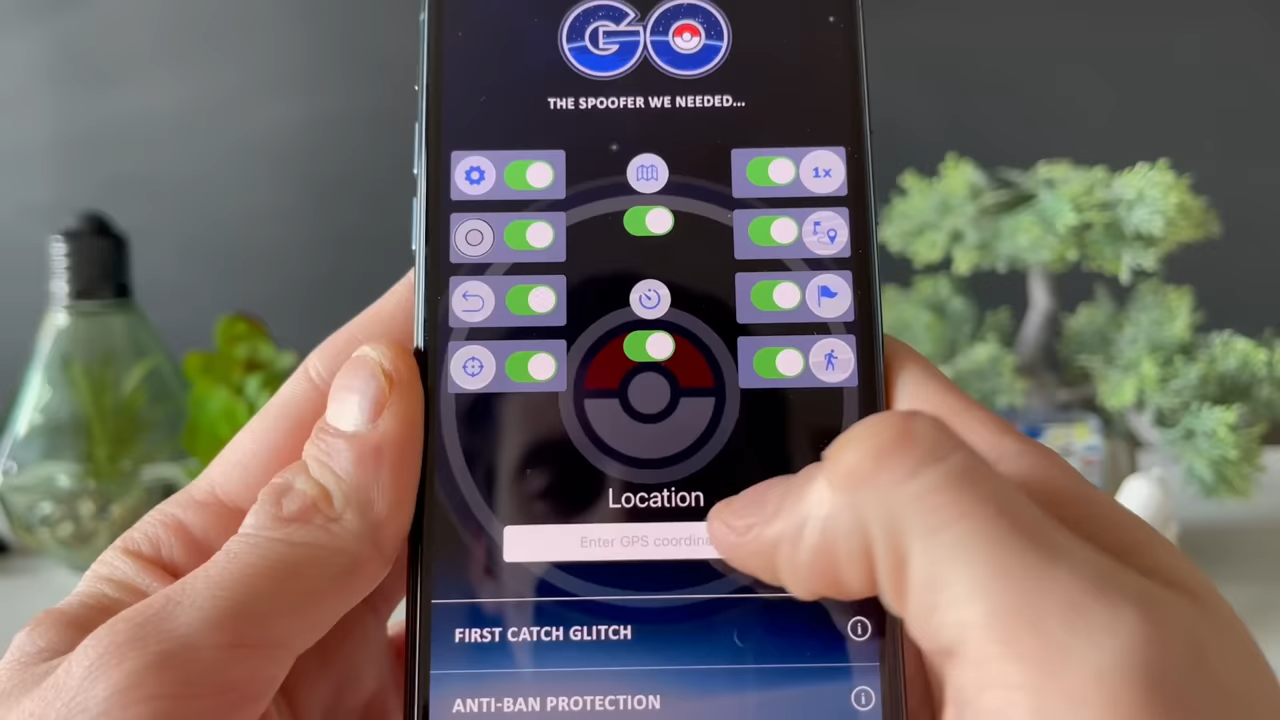 GO
THE SPOOFER WE NEEDED...
1x
Location
Enter GPS coordina
FIRST CATCH GLITCH
ANTI-BAN PROTECTION